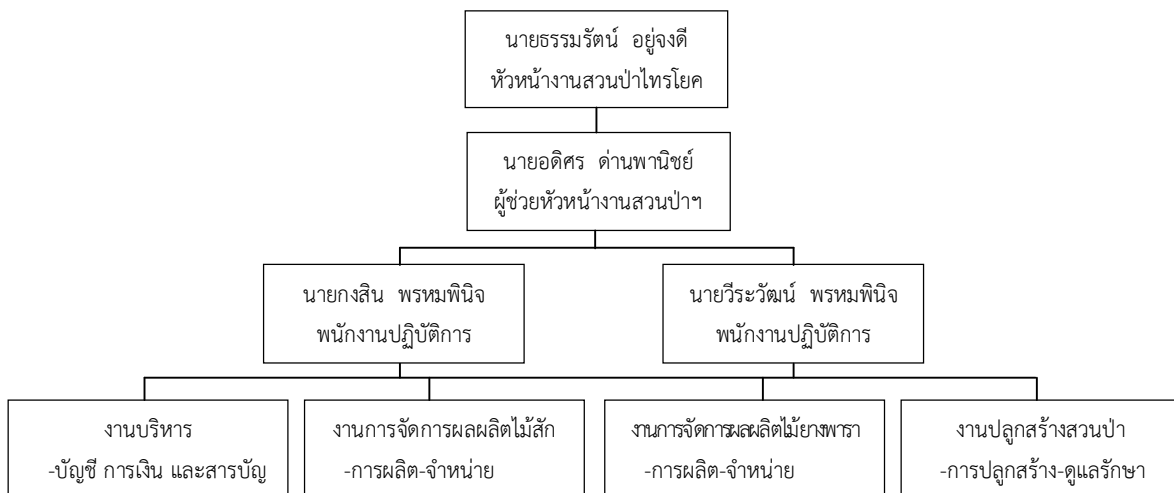 นายธรรมรัตน์ อยู่จงดี
หัวหน้างานสวนป่าไทรโยค
นายอดิศร ด่านพานิชย์
ผู้ช่วยหัวหน้างานสวนป่าฯ
นายกงสิน พรหมพินิจ
พนักงานปฏิบัติการ
นายวีระวัฒน์ พรหมพินิจ
พนักงานปฏิบัติการ
งานบริหาร
-บัญชี การเงิน และสารบัญ
งานการจัดการผลผลิตไม้สัก
-การผลิต-จำหน่าย
งานการจัดการผลผลิตไม้ยางพารา
-การผลิต-จำหน่าย
งานปลูกสร้างสวนป่า
-การปลูกสร้าง-ดูแลรักษา